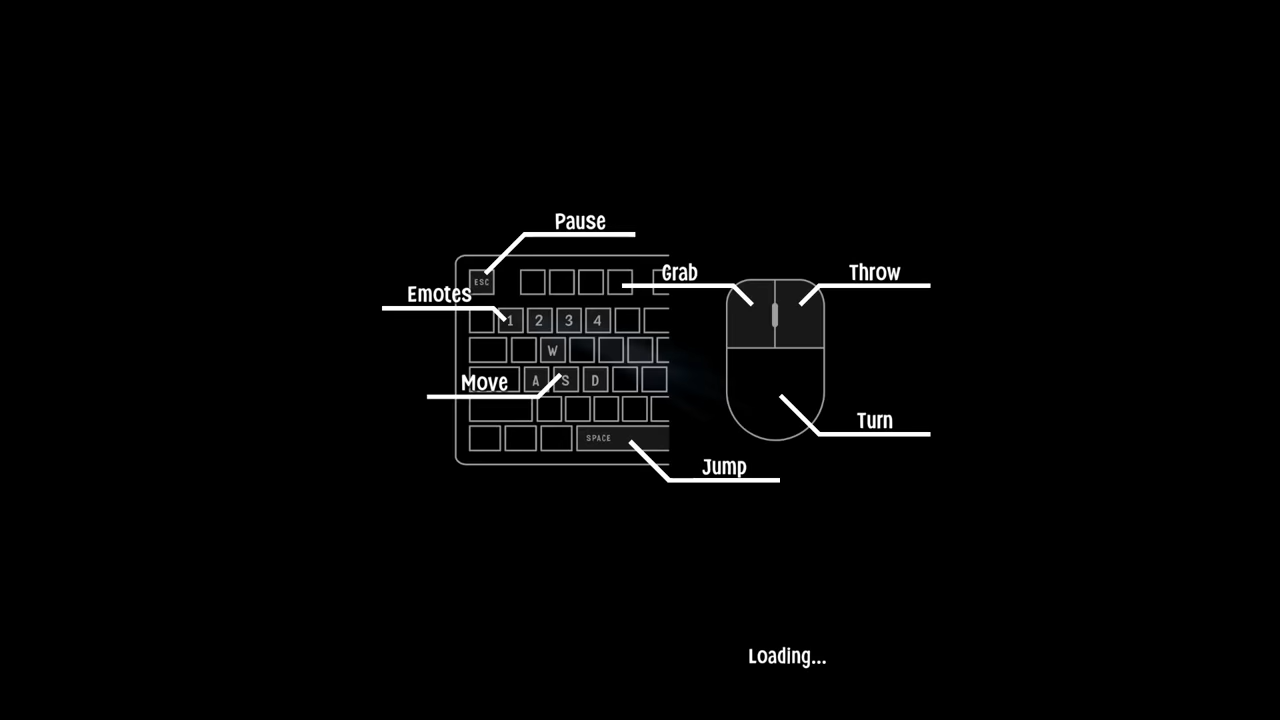 Pause
ESC
Grab
Throw
Emotes
1 2 3 4
W
Move
A S D
Turn
SPACE
Jump
Loading...